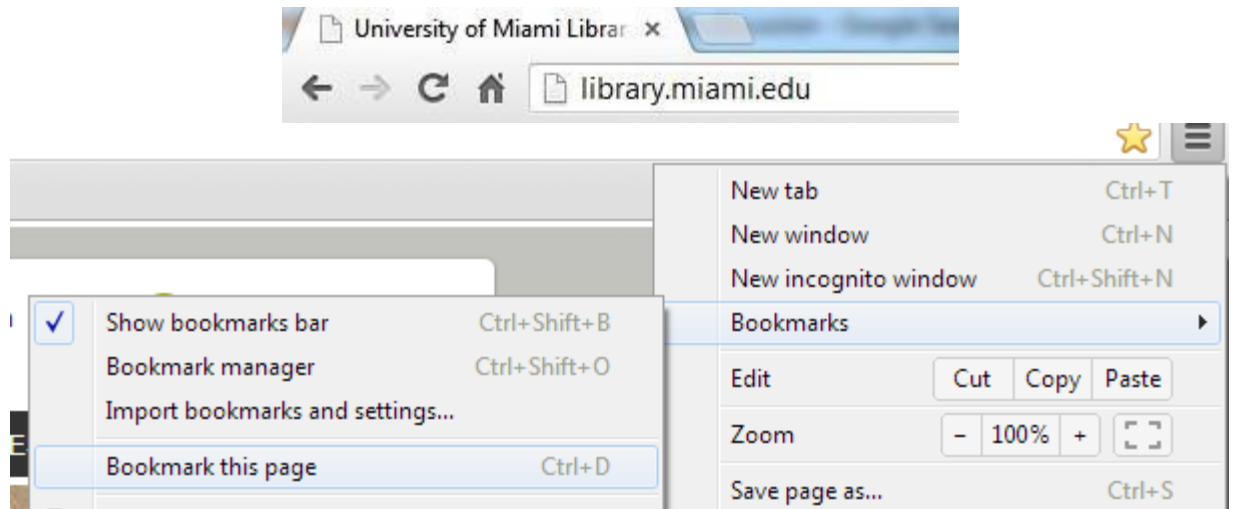 University of Miami Librar
library.miami.edu
New tab Ctrl+T
New window Ctrl+N
New incognito window Ctrl+Shift+N
Bookmarks
Edit Cut Copy Paste
Zoom - 100% +
Save page as... Ctrl+S
Show bookmarks bar Ctrl+Shift+B
Bookmark manager Ctrl+Shift+O
Import bookmarks and settings...
Bookmark this page Ctrl+D
E